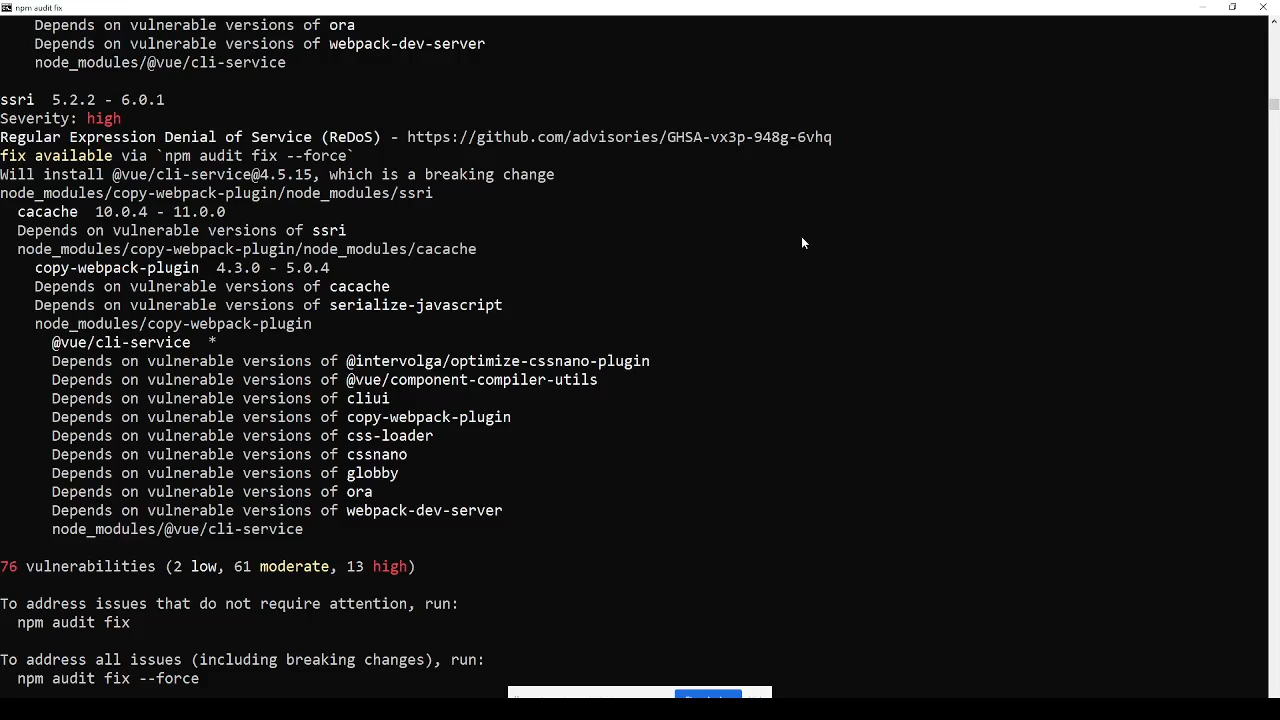 npm audit fix
Depends on vulnerable versions of ora
Depends on vulnerable versions of webpack-dev-server
node_modules/@vue/cli-service
ssri  5.2.2 - 6.0.1
Severity: high
Regular Expression Denial of Service (ReDoS) - https://github.com/advisories/GHSA-vx3p-948g-6vhq
fix available via `npm audit fix --force`
Will install @vue/cli-service@4.5.15, which is a breaking change
node_modules/copy-webpack-plugin/node_modules/ssri
cacache  10.0.4 - 11.0.0
Depends on vulnerable versions of ssri
node_modules/copy-webpack-plugin/node_modules/cacache
copy-webpack-plugin  4.3.0 - 5.0.4
Depends on vulnerable versions of cacache
Depends on vulnerable versions of serialize-javascript
node_modules/copy-webpack-plugin
@vue/cli-service  *
Depends on vulnerable versions of @intervolga/optimize-cssnano-plugin
Depends on vulnerable versions of @vue/component-compiler-utils
Depends on vulnerable versions of cliui
Depends on vulnerable versions of copy-webpack-plugin
Depends on vulnerable versions of css-loader
Depends on vulnerable versions of cssnano
Depends on vulnerable versions of globby
Depends on vulnerable versions of ora
Depends on vulnerable versions of webpack-dev-server
node_modules/@vue/cli-service
76 vulnerabilities (2 low, 61 moderate, 13 high)
To address issues that do not require attention, run:
npm audit fix
To address all issues (including breaking changes), run:
npm audit fix --force